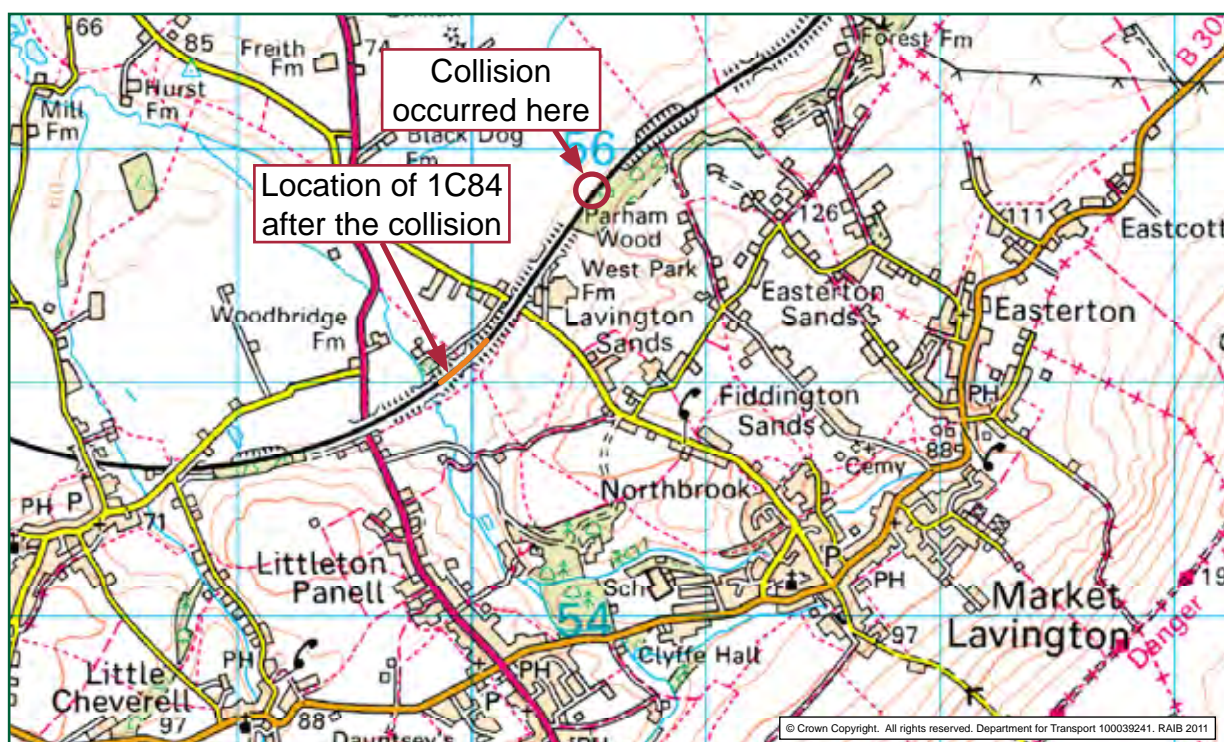 66
85
Freith
Fm
74
Forest Fm
B 30
Collision
occurred here
Mill
Fm
Hurst
Fm
Black Dog
Fm
56
Location of 1C84
after the collision
Parham
Wood
126
111
Eastcott
West Park
Fm
Easterton
Sands
Easterton
Woodbridge
Fm
Lavington
Sands
PH
Fiddington
Sands
88
Cemy
PH
P
71
Northbrook
Littleton
Panell
P
Sch
PH
Market
Lavington
19
54
97
Danger
Clyffe Hall
Little
Cheverell
PH
PH
P
97
88
Dauntsey's
© Crown Copyright. All rights reserved. Department for Transport 100039241. RAIB 2011